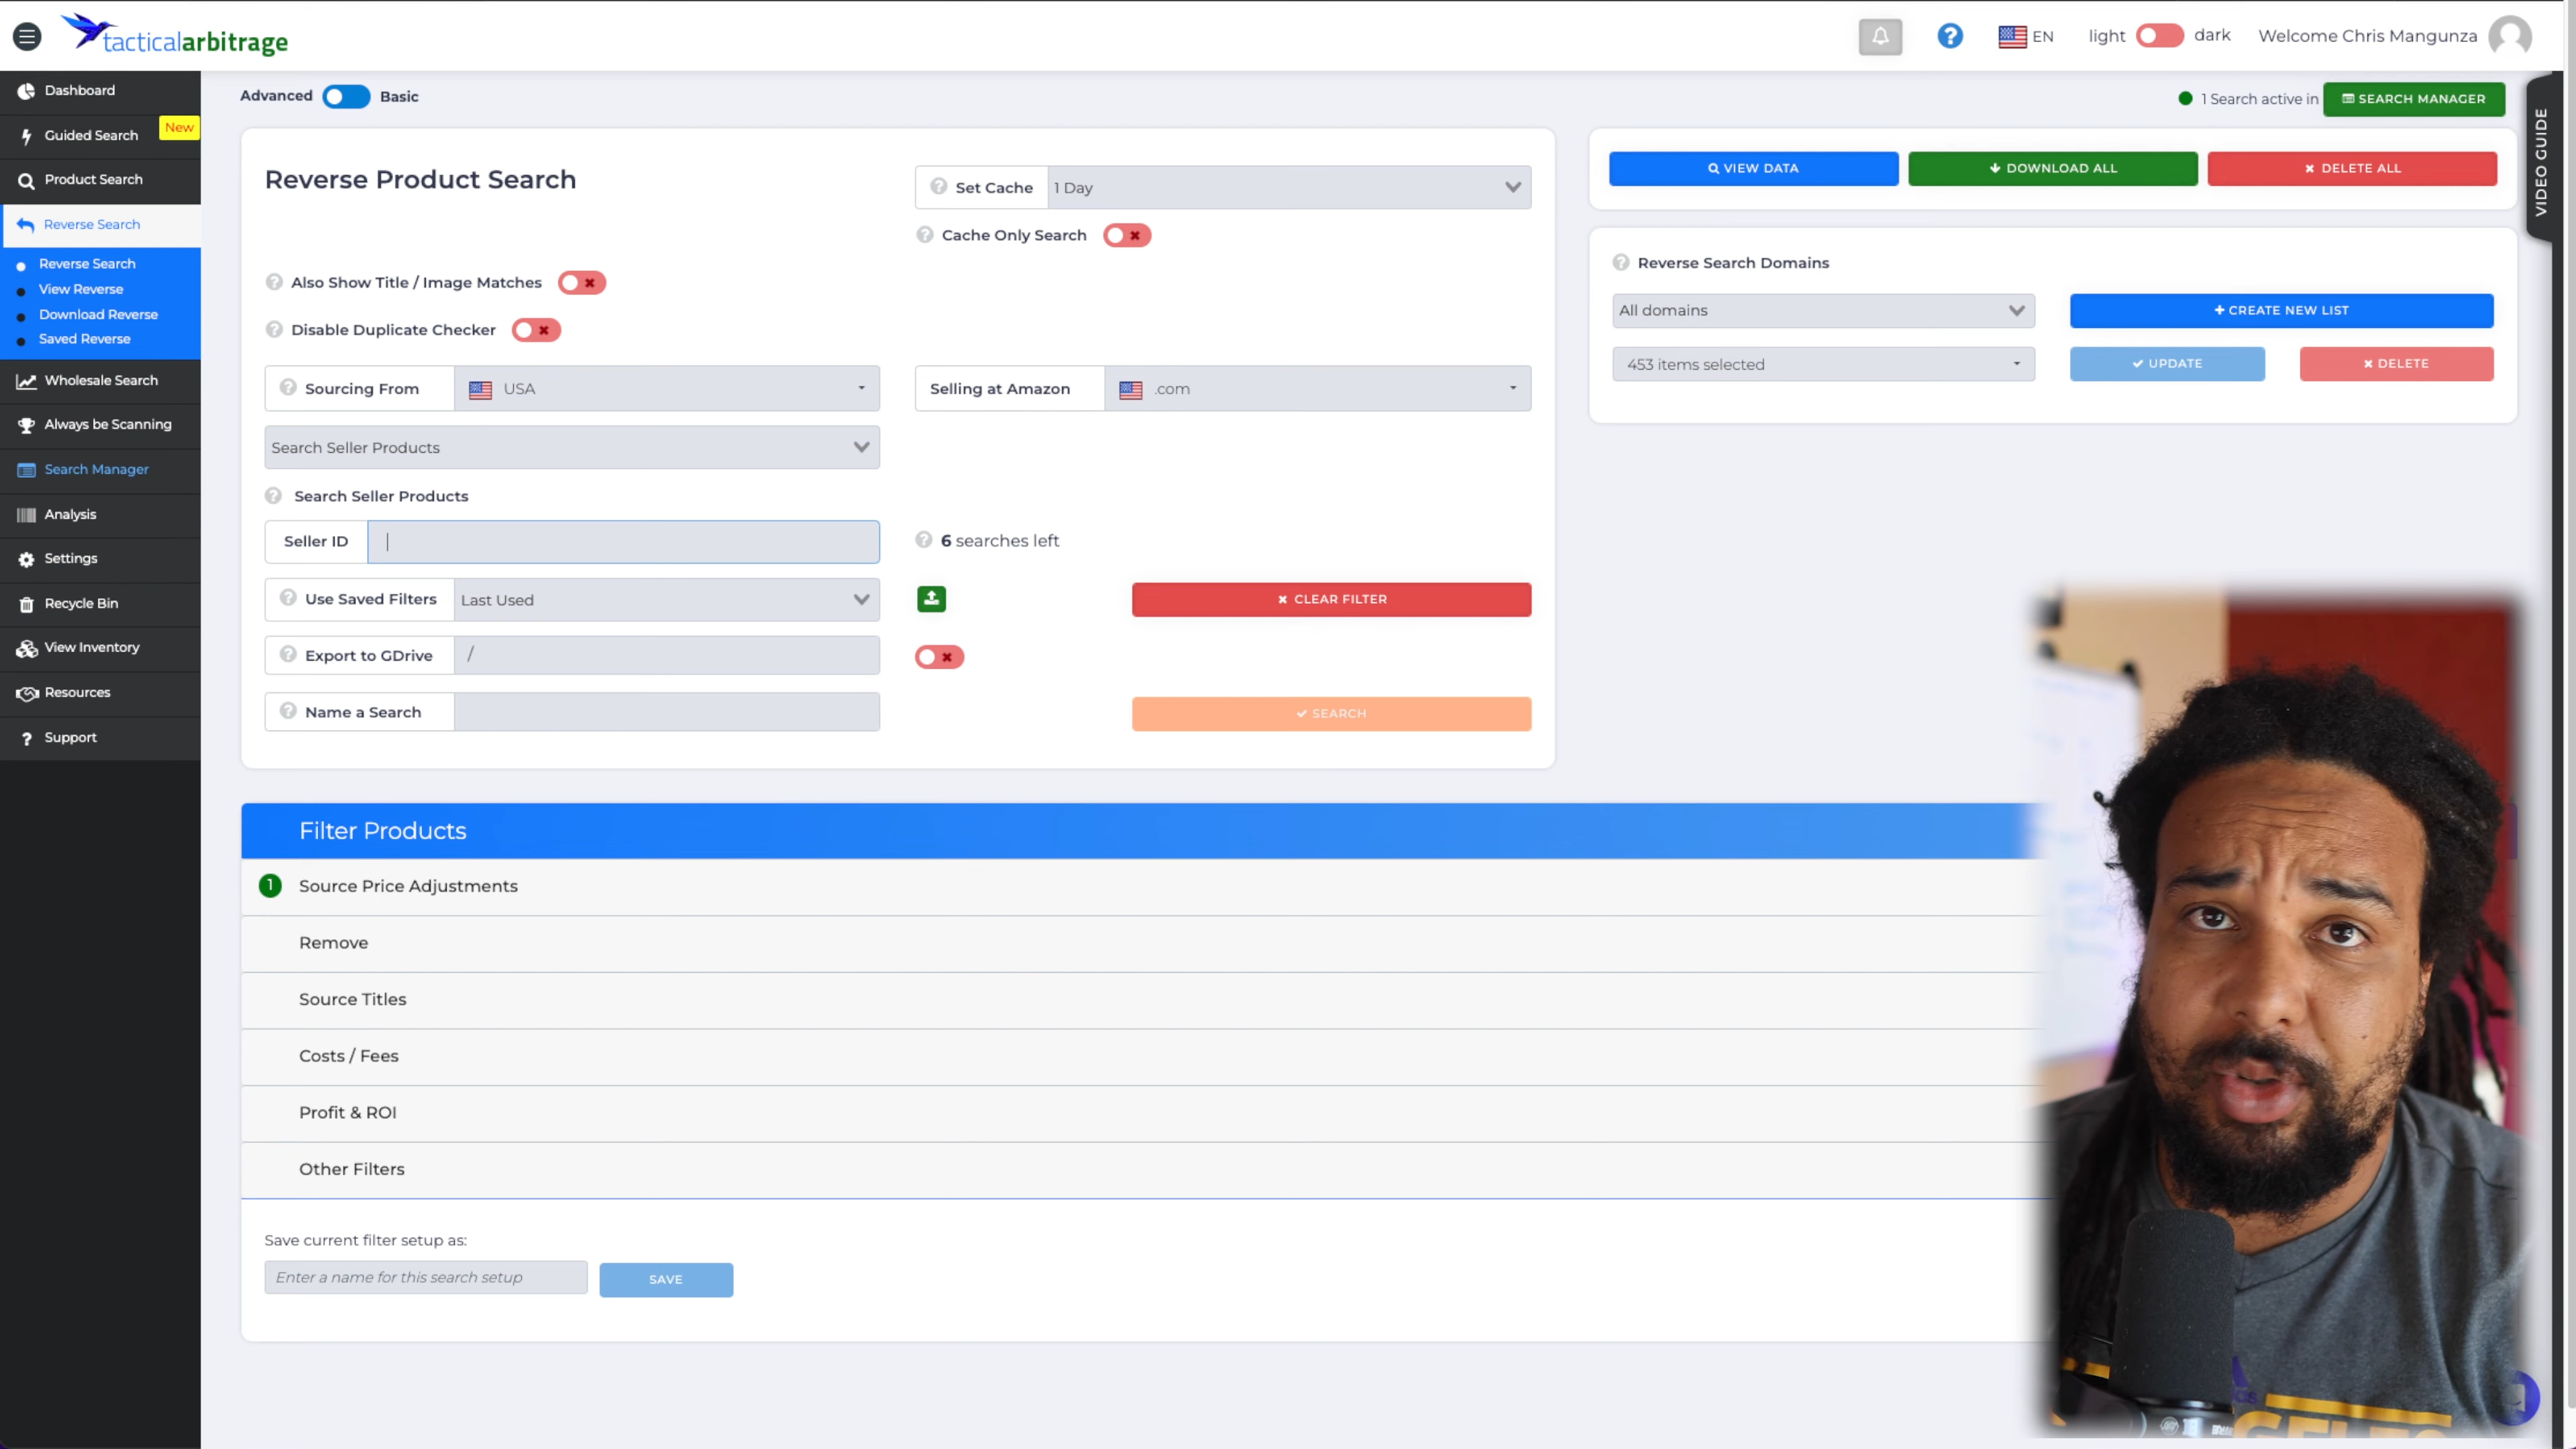 tacticalarbitrage
EN
light
dark
Welcome Chris Mangunza
Dashboard
Guided Search
New
Product Search
Reverse Search
Reverse Search
View Reverse
Download Reverse
Saved Reverse
Wholesale Search
Always be Scanning
Search Manager
Analysis
Settings
Recycle Bin
View Inventory
Resources
Support
Advanced
Basic
1 Search active in
SEARCH MANAGER
VIDEO GUIDE
Reverse Product Search
Set Cache
1 Day
Cache Only Search
Also Show Title / Image Matches
Disable Duplicate Checker
Sourcing From
USA
Selling at Amazon
.com
Search Seller Products
Search Seller Products
Seller ID
6 searches left
Use Saved Filters
Last Used
CLEAR FILTER
Export to GDrive
/
Name a Search
SEARCH
VIEW DATA
DOWNLOAD ALL
DELETE ALL
Reverse Search Domains
All domains
+ CREATE NEW LIST
453 items selected
UPDATE
DELETE
Filter Products
1 Source Price Adjustments
Remove
Source Titles
Costs / Fees
Profit & ROI
Other Filters
Save current filter setup as:
Enter a name for this search setup
SAVE